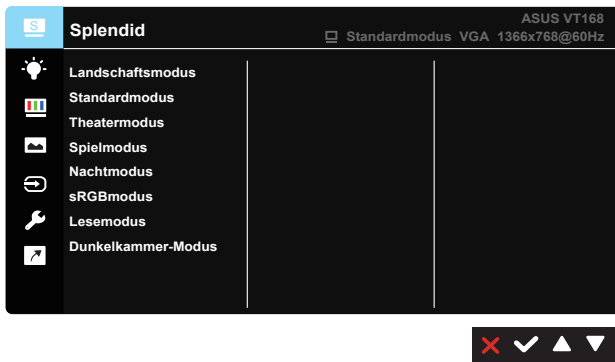 S
Splendid
ASUS VT168
Standardmodus VGA 1366x768@60Hz
Landschaftsmodus
Standardmodus
Theatermodus
Spielmodus
Nachtmodus
sRGBmodus
Lesemodus
Dunkelkammer-Modus